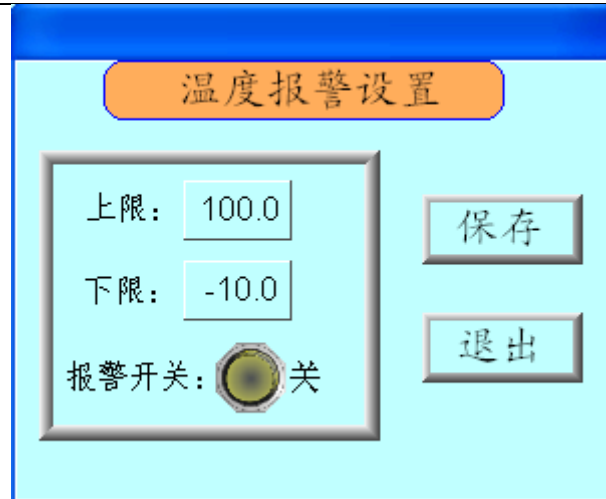 温度报警设置
上限： 100.0
保存
下限： -10.0
退出
报警开关： 关